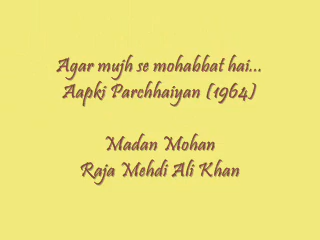 Agar mujh se mohabbat hai...
Aapki Parchhaiyan (1964)
Madan Mohan
Raja Mehdi Ali Khan